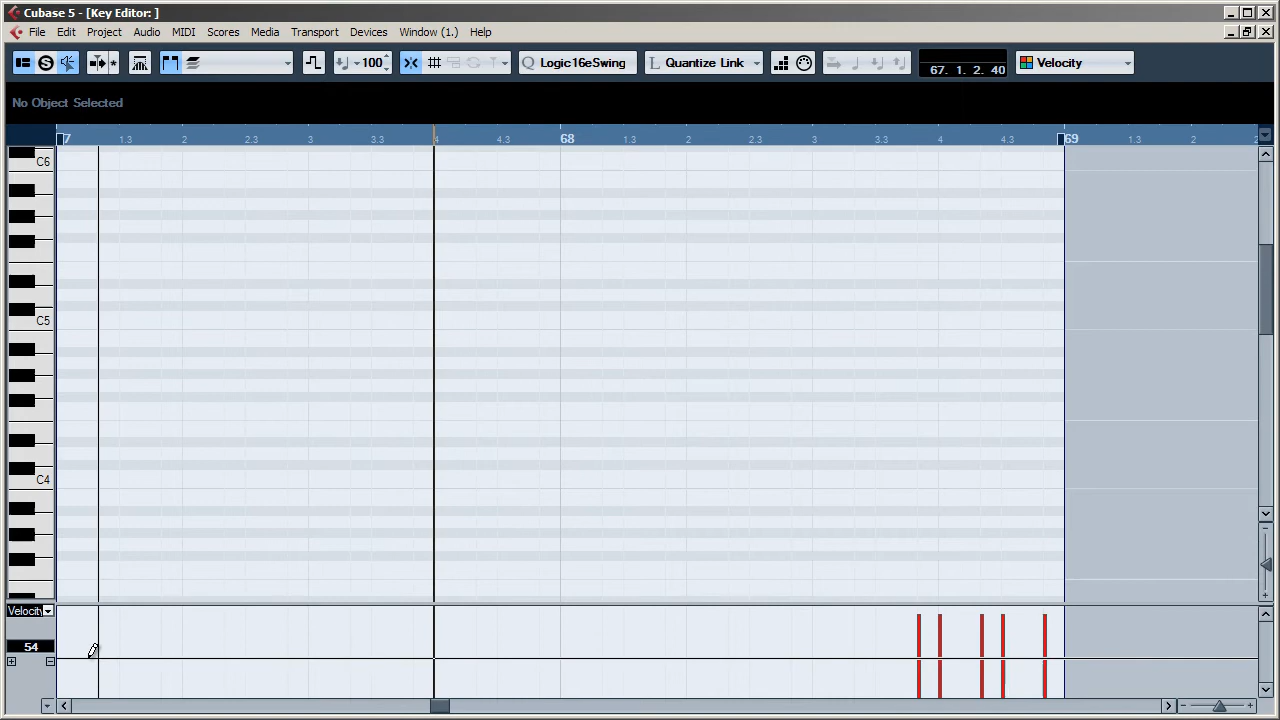 Cubase 5 - [Key Editor: ]
File Edit Project Audio MIDI Scores Media Transport Devices Window (1.) Help
100 Q Logic16eSwing L Quantize Link 67. 1. 2. 40 Velocity
No Object Selected
7 1.3 2 2.3 3 3.3 4 4.3 68 1.3 2 2.3 3 3.3 4 4.3 69 1.3 2 2
C6
C5
C4
Velocity
54